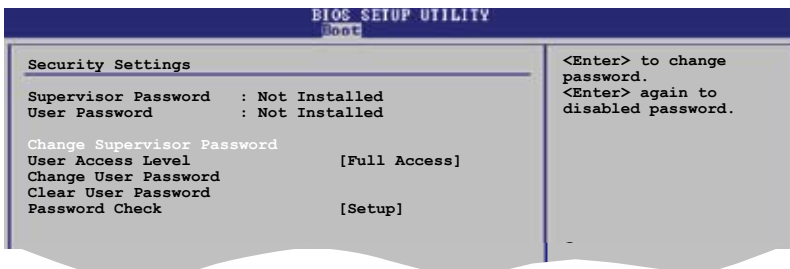 BIOS SETUP UTILITY
Boot
Security Settings
Supervisor Password : Not Installed
User Password : Not Installed
Change Supervisor Password
User Access Level [Full Access]
Change User Password
Clear User Password
Password Check [Setup]
<Enter> to change
password.
<Enter> again to
disabled password.